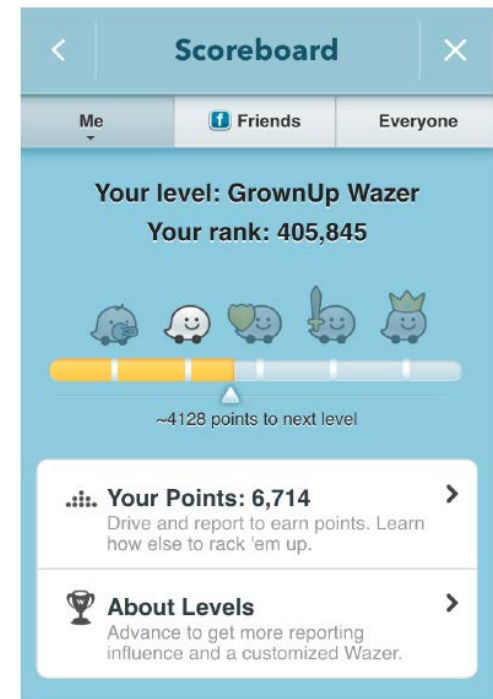 Scoreboard
Me
Friends
Everyone
Your level: GrownUp Wazer
Your rank: 405,845
~4128 points to next level
Your Points: 6,714
Drive and report to earn points. Learn
how else to rack 'em up.
About Levels
Advance to get more reporting
influence and a customized Wazer.